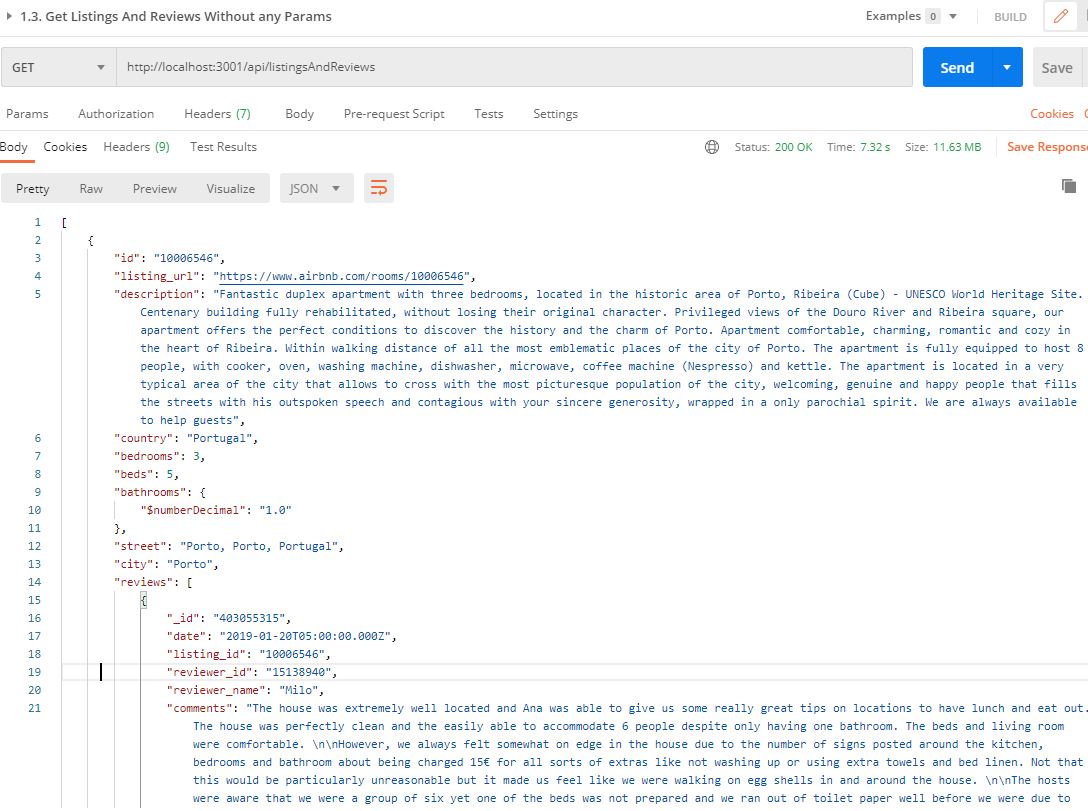 1.3. Get Listings And Reviews Without any Params Examples 0 BUILD
GET http://localhost:3001/api/listingsAndReviews Send Save
Params Authorization Headers (7) Body Pre-request Script Tests Settings Cookies
Body Cookies Headers (9) Test Results Status: 200 OK Time: 7.32 s Size: 11.63 MB Save Response
Pretty Raw Preview Visualize JSON
1 [
2 {
3 "id": "10006546",
4 "listing_url": "https://www.airbnb.com/rooms/10006546",
5 "description": "Fantastic duplex apartment with three bedrooms, located in the historic area of Porto, Ribeira (Cube) - UNESCO World Heritage Site.
Centenary building fully rehabilitated, without losing their original character. Privileged views of the Douro River and Ribeira square, our
apartment offers the perfect conditions to discover the history and the charm of Porto. Apartment comfortable, charming, romantic and cozy in
the heart of Ribeira. Within walking distance of all the most emblematic places of the city of Porto. The apartment is fully equipped to host 8
people, with cooker, oven, washing machine, dishwasher, microwave, coffee machine (Nespresso) and kettle. The apartment is located in a very
typical area of the city that allows to cross with the most picturesque population of the city, welcoming, genuine and happy people that fills
the streets with his outspoken speech and contagious with your sincere generosity, wrapped in a only parochial spirit. We are always available
to help guests",
6 "country": "Portugal",
7 "bedrooms": 3,
8 "beds": 5,
9 "bathrooms": {
10 "$numberDecimal": "1.0"
11 },
12 "street": "Porto, Porto, Portugal",
13 "city": "Porto",
14 "reviews": [
15 {
16 "_id": "403055315",
17 "date": "2019-01-20T05:00:00.000Z",
18 "listing_id": "10006546",
19 "reviewer_id": "15138940",
20 "reviewer_name": "Milo",
21 "comments": "The house was extremely well located and Ana was able to give us some really great tips on locations to have lunch and eat out.
The house was perfectly clean and the easily able to accommodate 6 people despite only having one bathroom. The beds and living room
were comfortable. \n\nHowever, we always felt somewhat on edge in the house due to the number of signs posted around the kitchen,
bedrooms and bathroom about being charged 15€ for all sorts of extras like not washing up or using extra towels and bed linen. Not that
this would be particularly unreasonable but it made us feel like we were walking on egg shells in and around the house. \n\nThe hosts
were aware that we were a group of six yet one of the beds was not prepared and we ran out of toilet paper well before we were due to